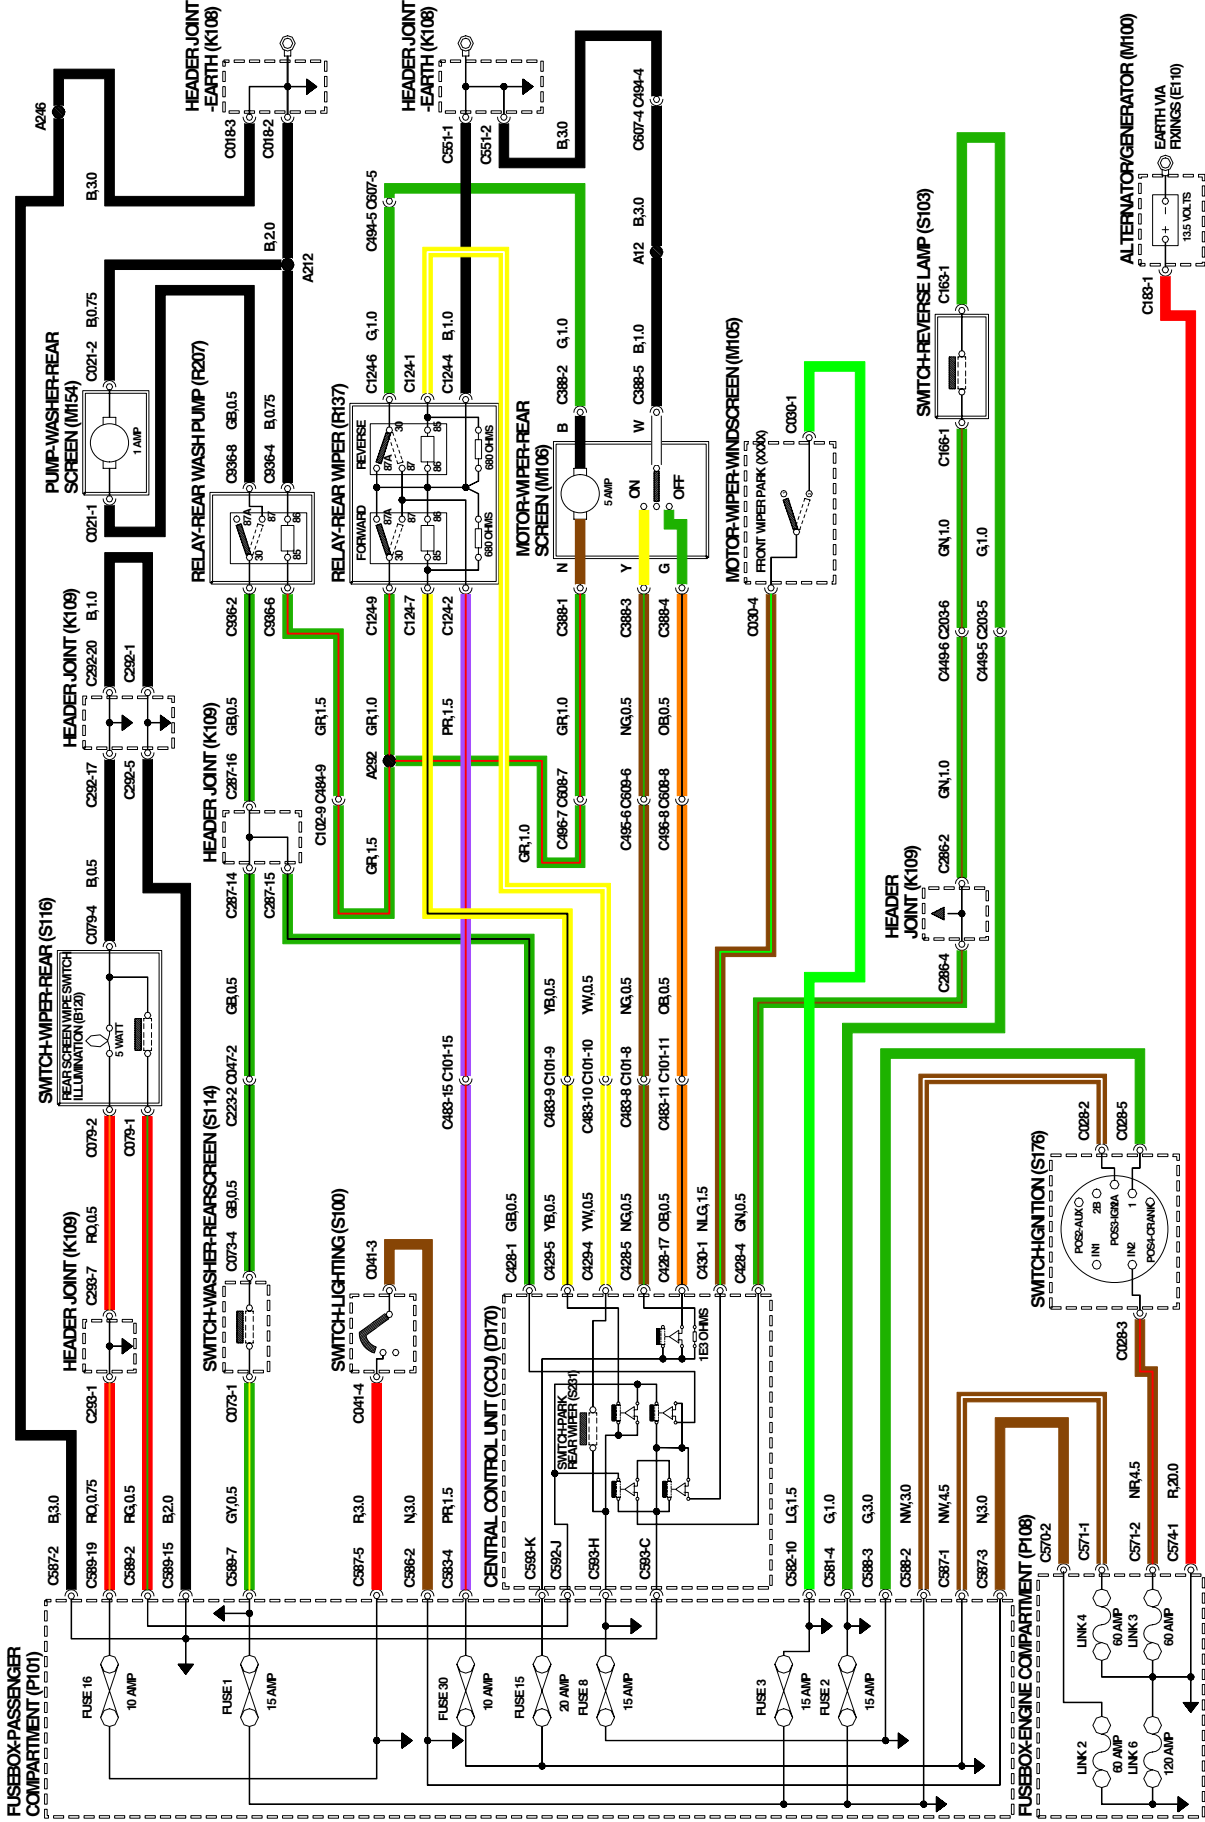 FUSEBOX-PASSENGER
COMPARTMENT (P101)
FUSE 16
10 AMP
FUSE 1
15 AMP
FUSE 30
10 AMP
FUSE 15
20 AMP
FUSE 8
15 AMP
FUSE 3
15 AMP
FUSE 2
15 AMP
FUSEBOX-ENGINE COMPARTMENT (P108)
LINK 2
60 AMP
LINK 6
120 AMP
LINK 4
60 AMP
LINK 3
60 AMP
C587-2
C589-19
C589-2
C589-15
C589-7
C587-5
C586-2
C583-4
C582-10
C581-4
C588-3
C588-2
C587-1
C587-3
C570-2
C571-1
C571-2
C574-1
B,3.0
RO,0.75
RG,0.5
B,2.0
GY,0.5
R,3.0
N,3.0
PR,1.5
LG,1.5
G,1.0
G,3.0
NW,3.0
NW,4.5
N,3.0
NR,4.5
R,20.0
CENTRAL CONTROL UNIT (CCU) (D170)
C593-K
C592-J
C593-H
C593-C
SWITCH-PARK
REAR WIPER (S231)
1E3 OHMS
C428-1
C429-5
C429-4
C428-5
C428-17
C430-1
C428-4
GB,0.5
YB,0.5
YW,0.5
NG,0.5
OB,0.5
NLG,1.5
GN,0.5
HEADER JOINT (K109)
C293-1
C293-7
RO,0.5
SWITCH-WASHER-REARSCREEN (S114)
C073-1
C073-4
GB,0.5
SWITCH-LIGHTING (S100)
C041-4
C041-3
SWITCH-IGNITION (S176)
POS2-AUX
IN1
2B
POS3-IGN
2A
IN2
1
POS4-CRANK
C028-3
C028-2
C028-5
SWITCH-WIPER-REAR (S116)
REAR SCREEN WIPE SWITCH
ILLUMINATION (B120)
5 WATT
C079-2
C079-1
C079-4
B,0.5
C223-2 C047-2
GB,0.5
C483-15 C101-15
C483-9 C101-9
C483-10 C101-10
C483-8 C101-8
C483-11 C101-11
YB,0.5
YW,0.5
NG,0.5
OB,0.5
HEADER JOINT (K109)
C292-17
C292-5
C292-20
C292-1
B,1.0
HEADER JOINT (K109)
C287-14
C287-15
C287-16
GB,0.5
C102-9 C484-9
GR,1.5
GR,1.5
A292
GR,1.0
PR,1.5
GR,1.0
C496-7 C608-7
C495-6 C609-6
C496-8 C608-8
GR,1.0
NG,0.5
OB,0.5
HEADER
JOINT (K109)
C286-4
C286-2
GN,1.0
C449-6 C203-6
C449-5 C203-5
GN,1.0
G,1.0
SWITCH-REVERSE LAMP (S103)
C166-1
C163-1
PUMP-WASHER-REAR
SCREEN (M154)
1 AMP
C021-1
C021-2
B,0.75
RELAY-REAR WASH PUMP (R207)
87A
87
30
86
85
C936-2
C936-6
C936-8
C936-4
GB,0.5
B,0.75
RELAY-REAR WIPER (R137)
FORWARD
REVERSE
87A
87
30
86
85
680 OHMS
30
87A
87
85
86
680 OHMS
C124-9
C124-7
C124-2
C124-6
C124-1
C124-4
G,1.0
B,1.0
MOTOR-WIPER-REAR
SCREEN (M106)
5 AMP
ON
OFF
N
Y
G
B
W
C388-1
C388-3
C388-4
C388-2
C388-5
G,1.0
B,1.0
MOTOR-WIPER-WINDSCREEN (M105)
FRONT WIPER PARK (XXXX)
C030-4
C030-1
A246
B,3.0
A212
B,2.0
HEADER JOINT
-EARTH (K108)
C018-3
C018-2
HEADER JOINT
-EARTH (K108)
C551-1
C551-2
B,3.0
C494-5 C607-5
C607-4 C494-4
A12
B,3.0
ALTERNATOR/GENERATOR (M100)
EARTH VIA
FIXINGS (E110)
+ -
13.5 VOLTS
C183-1